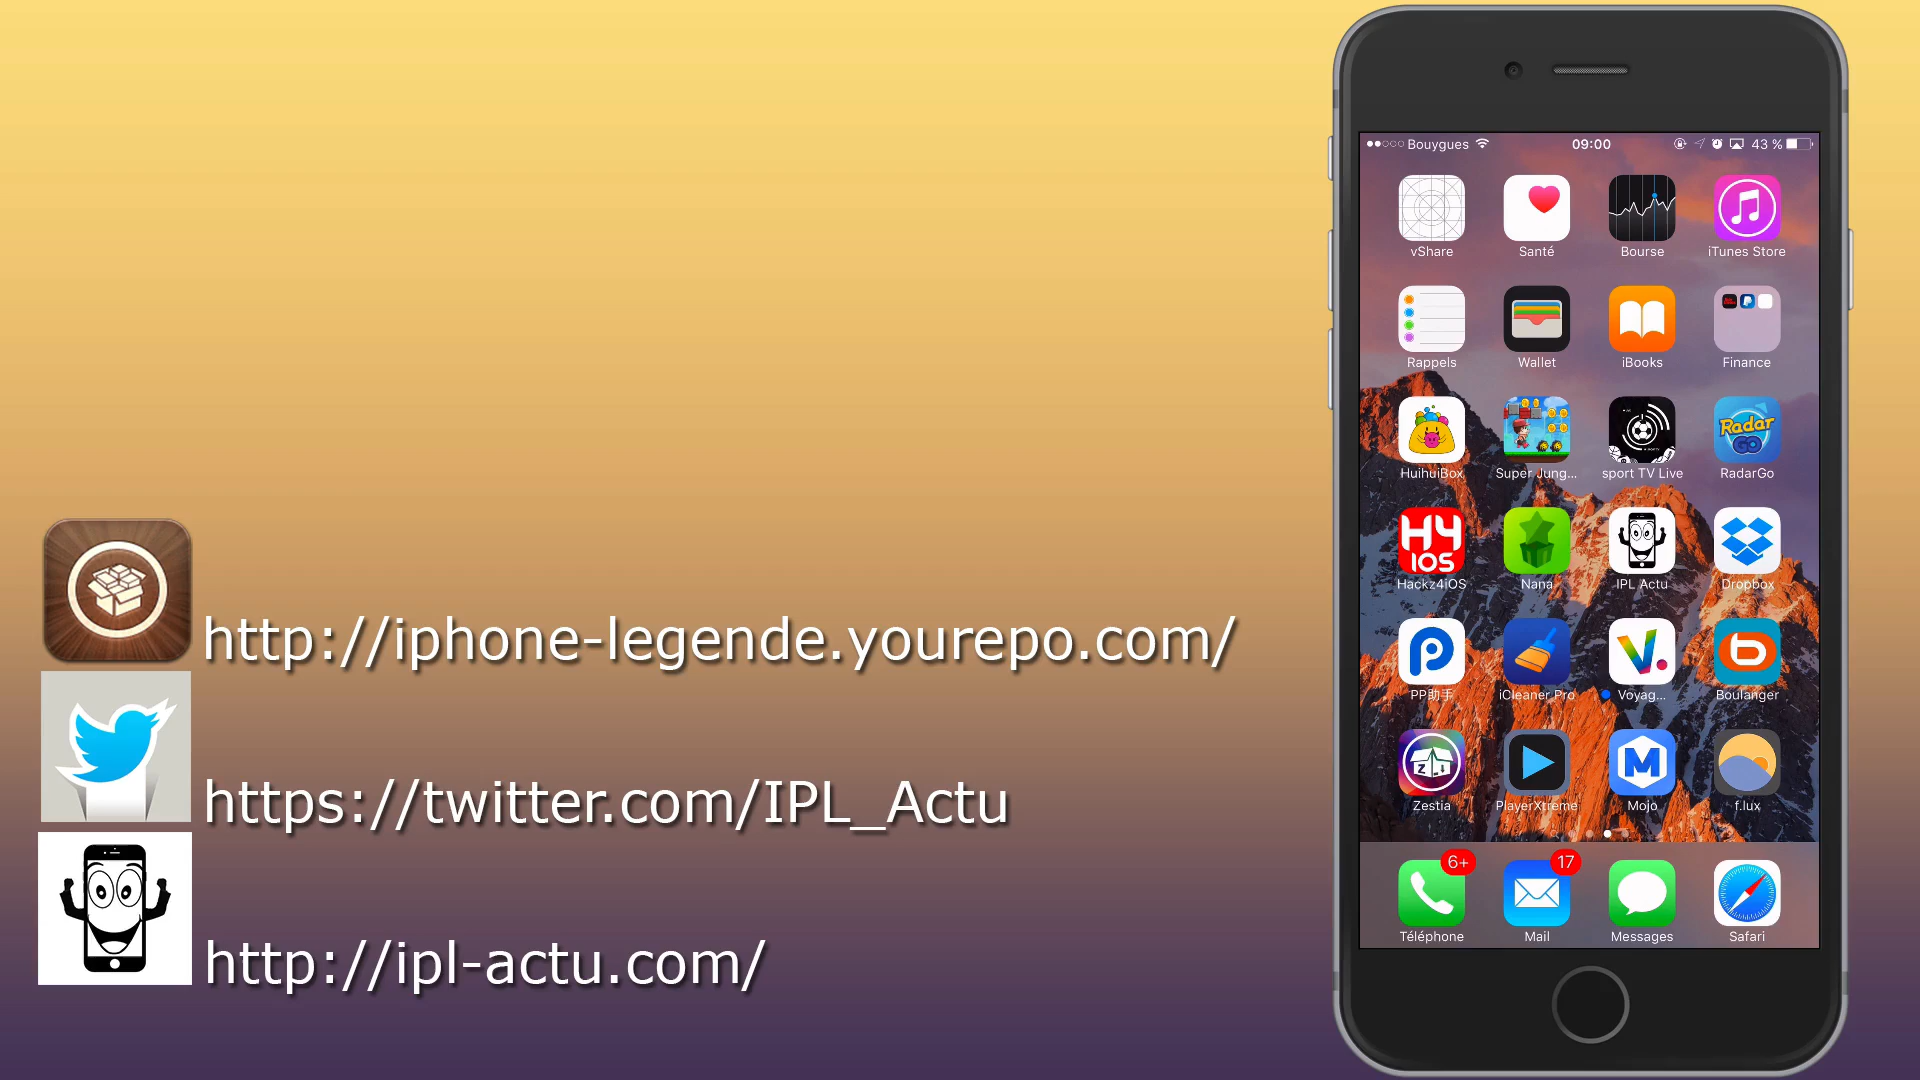 http://iphone-legende.yourepo.com/
https://twitter.com/IPL_Actu
http://ipl-actu.com/
Bouygues 09:00 43 %
vShare Santé Bourse iTunes Store
Rappels Wallet iBooks Finance
Radar
GO
HuihuiBox Super Jung... sport TV Live RadarGo
H4
IOS
Hackz4iOS Nana IPL Actu Dropbox
PP助手 iCleaner Pro Voyag... Boulanger
Z
M
Zestia PlayerXtreme Mojo f.lux
6+ 17
Téléphone Mail Messages Safari